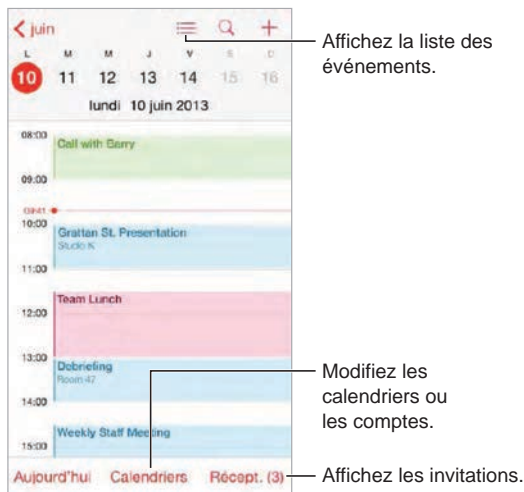 juin
L M M J V S D
10 11 12 13 14 15 16
lundi 10 juin 2013
Affichez la liste des
événements.
08:00
Call with Barry
09:00
09:41
10:00
Grattan St. Presentation
Studio K
11:00
Team Lunch
12:00
13:00
Debriefing
Room 47
14:00
Weekly Staff Meeting
15:00
Modifiez les
calendriers ou
les comptes.
Aujourd'hui Calendriers Récept. (3)
Affichez les invitations.